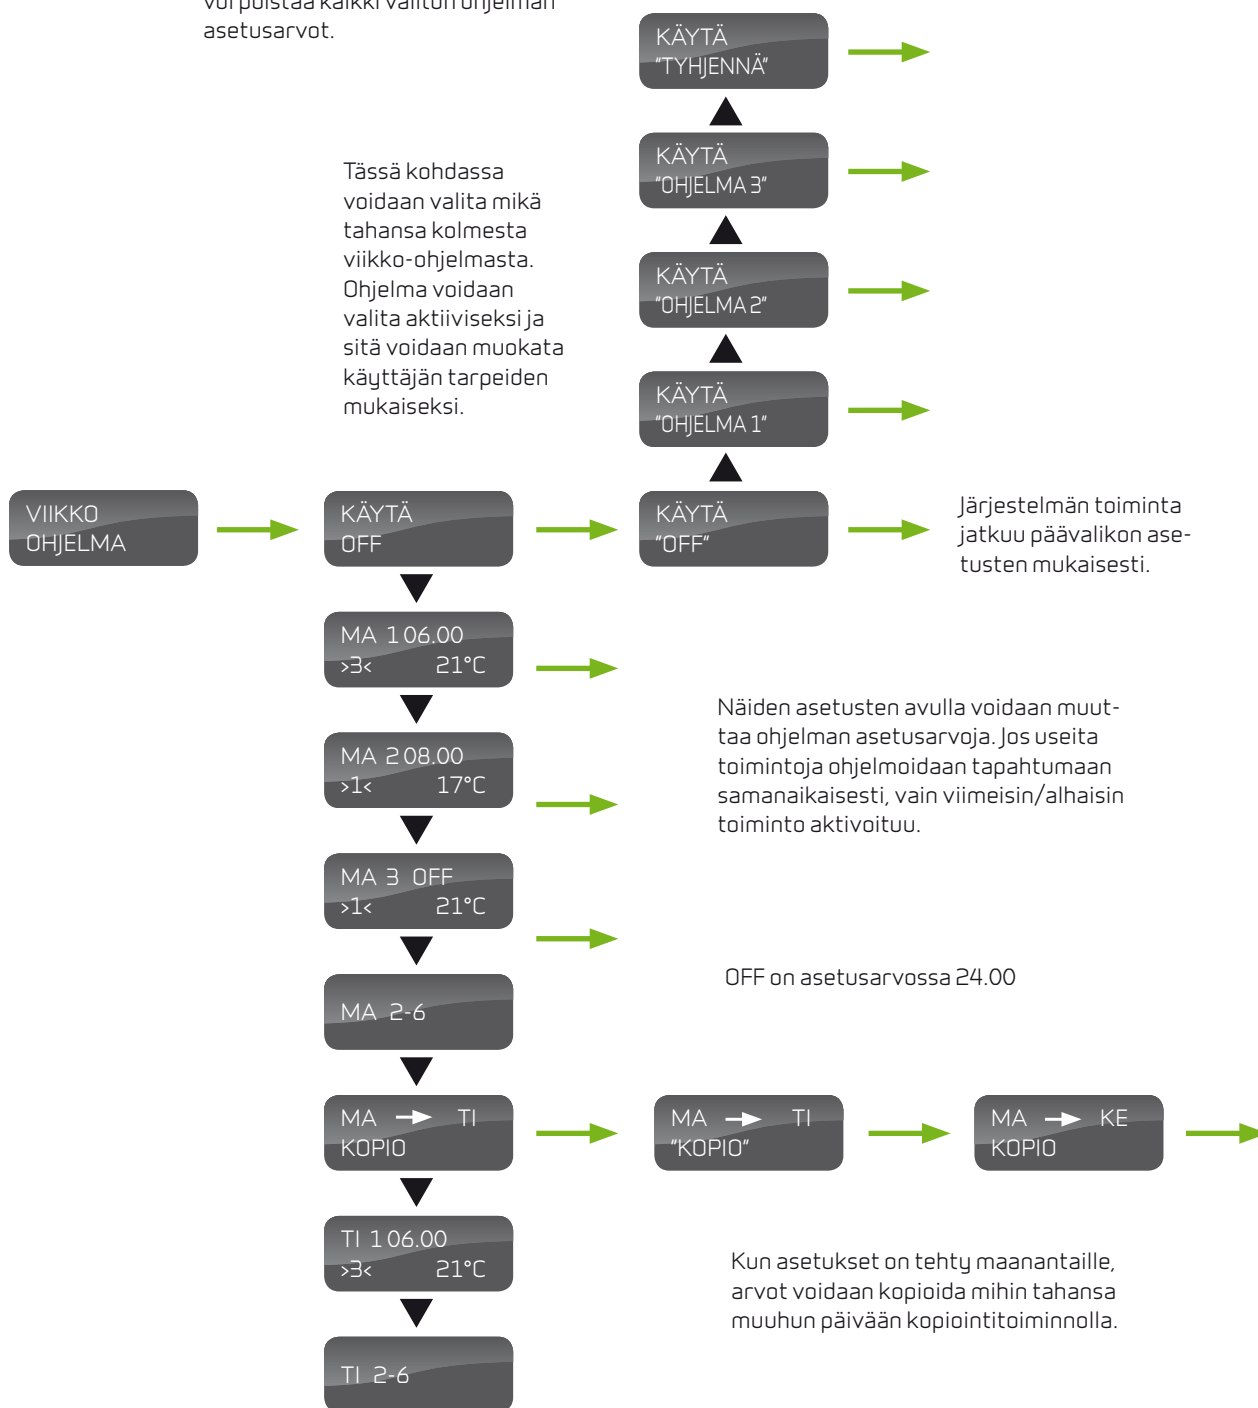 voi poistaa kaikki valitun ohjelman
asetusarvot.
KÄYTÄ
"TYHJENNÄ"
Tässä kohdassa
voidaan valita mikä
tahansa kolmesta
viikko-ohjelmasta.
Ohjelma voidaan
valita aktiiviseksi ja
sitä voidaan muokata
käyttäjän tarpeiden
mukaiseksi.
KÄYTÄ
"OHJELMA 3"
KÄYTÄ
"OHJELMA 2"
KÄYTÄ
"OHJELMA 1"
VIIKKO
OHJELMA
KÄYTÄ
OFF
KÄYTÄ
"OFF"
Järjestelmän toiminta
jatkuu päävalikon ase-
tusten mukaisesti.
MA 1 06.00
>3< 21°C
MA 2 08.00
>1< 17°C
Näiden asetusten avulla voidaan muut-
taa ohjelman asetusarvoja. Jos useita
toimintoja ohjelmoidaan tapahtumaan
samanaikaisesti, vain viimeisin/alhaisin
toiminto aktivoituu.
MA 3 OFF
>1< 21°C
OFF on asetusarvossa 24.00
MA 2-6
MA → TI
KOPIO
MA → TI
"KOPIO"
MA → KE
KOPIO
TI 1 06.00
>3< 21°C
Kun asetukset on tehty maanantaille,
arvot voidaan kopioida mihin tahansa
muuhun päivään kopiointitoiminnolla.
TI 2-6